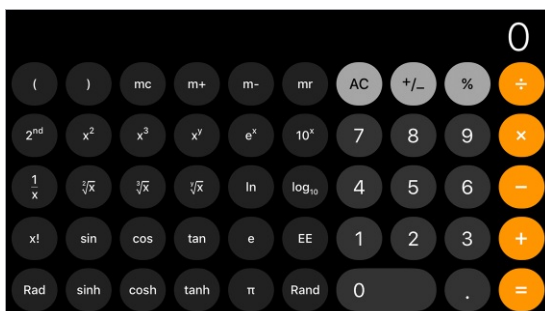 0
( ) mc m+ m- mr AC +/_ % ÷
2nd x² x³ xʸ eˣ 10ˣ 7 8 9 ×
1/x ²√x ³√x ʸ√x ln log₁₀ 4 5 6 −
x! sin cos tan e EE 1 2 3 +
Rad sinh cosh tanh π Rand 0 . =